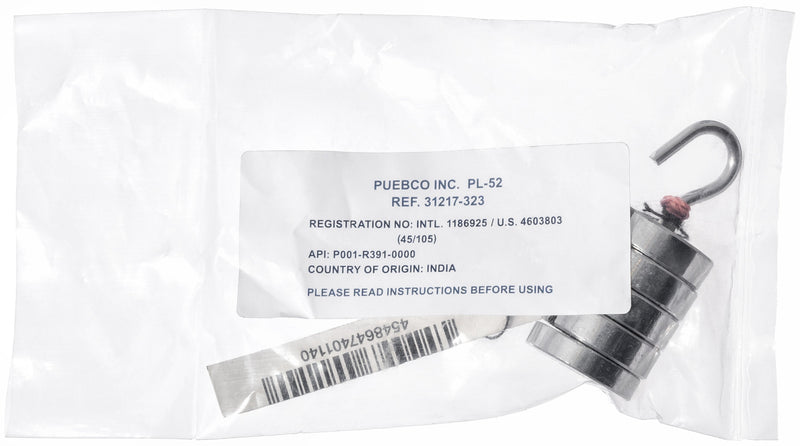 PUEBCO INC. PL-52
REF. 31217-323
REGISTRATION NO: INTL. 1186925 / U.S. 4603803
(45/105)
API: P001-R391-0000
COUNTRY OF ORIGIN: INDIA
PLEASE READ INSTRUCTIONS BEFORE USING
4548647401140